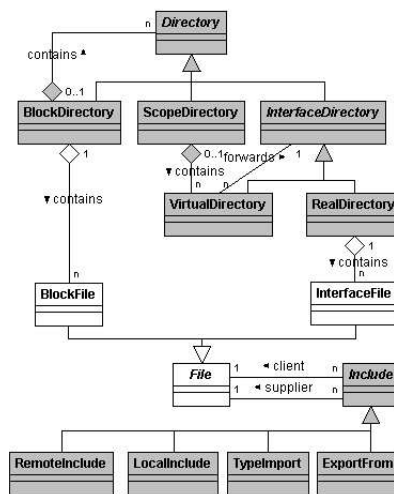 n
Directory
contains
0..1
BlockDirectory
ScopeDirectory
InterfaceDirectory
1
0..1
forwards
1
contains
contains
n
n
VirtualDirectory
RealDirectory
1
contains
n
n
BlockFile
InterfaceFile
File
1
client
n
1
supplier
n
Include
RemoteInclude
LocalInclude
TypeImport
ExportFrom